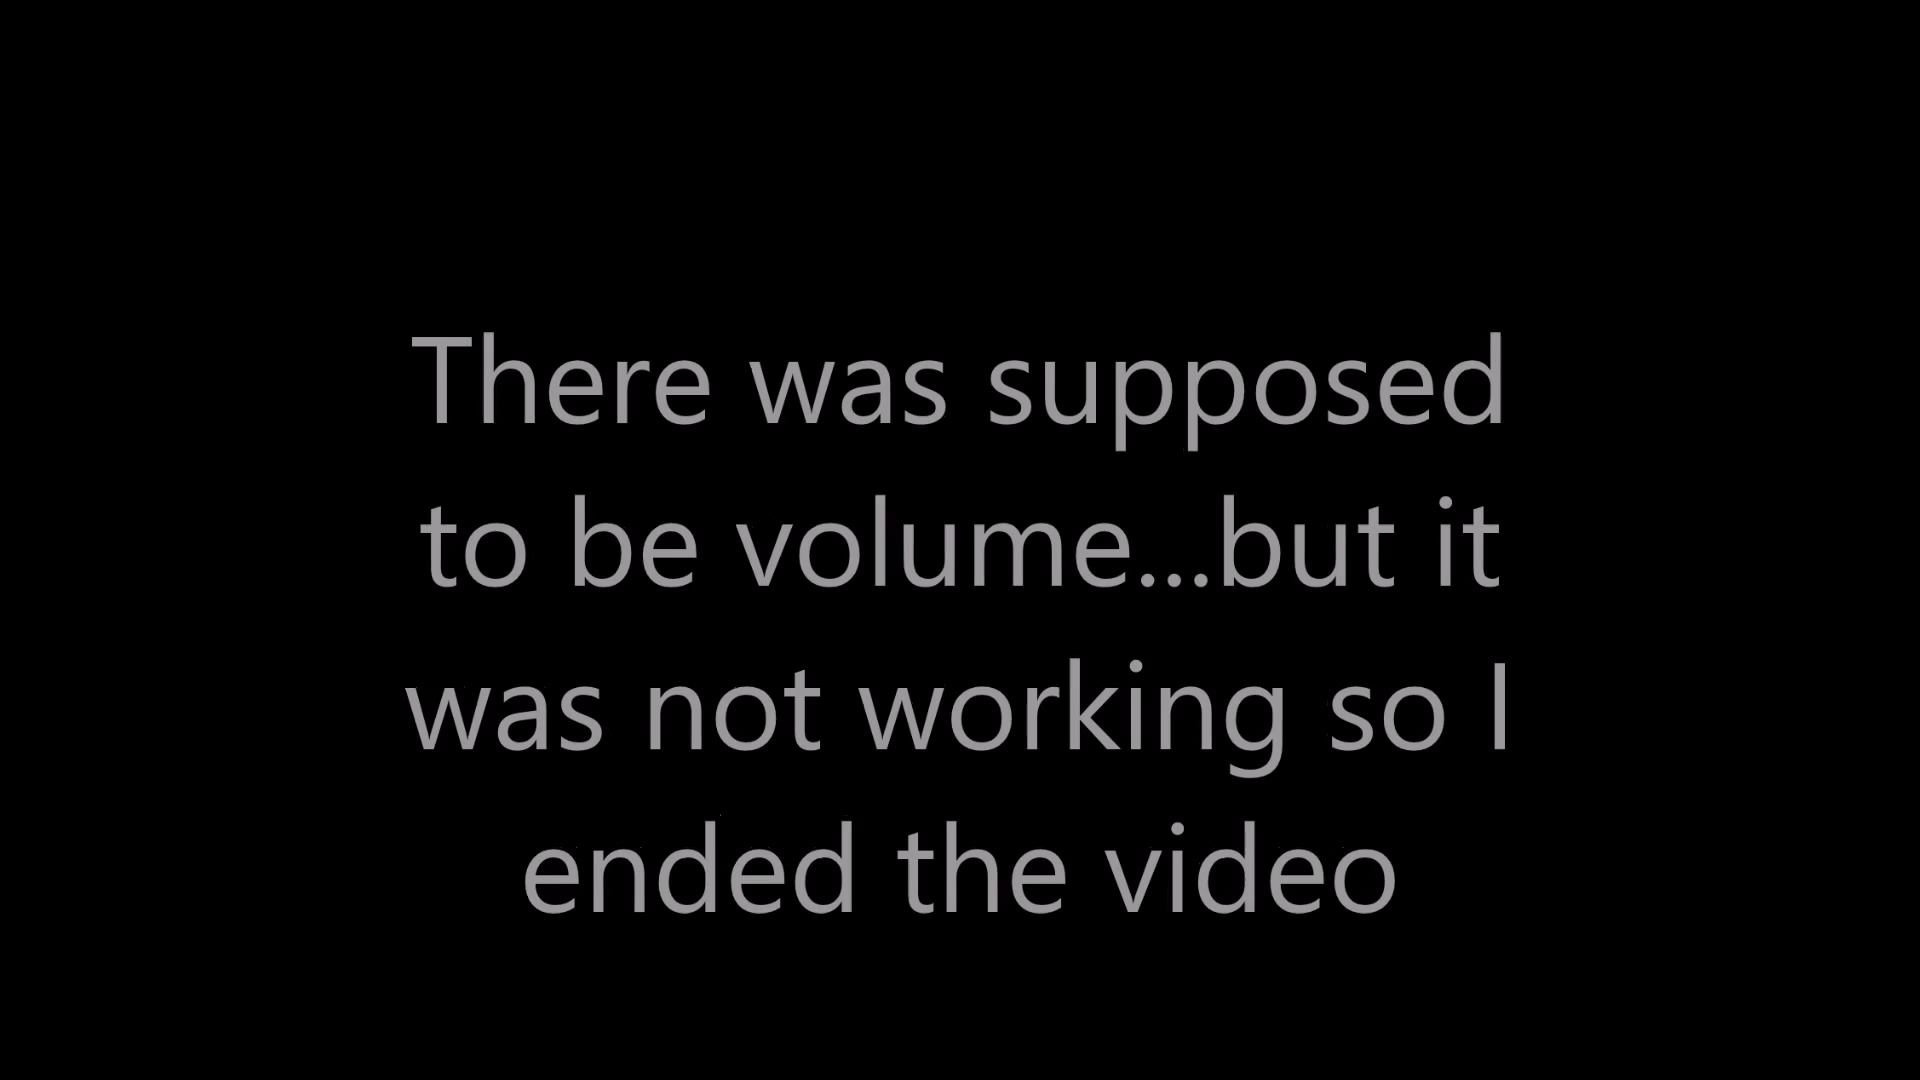 There was supposed
to be volume...but it
was not working so I
ended the video